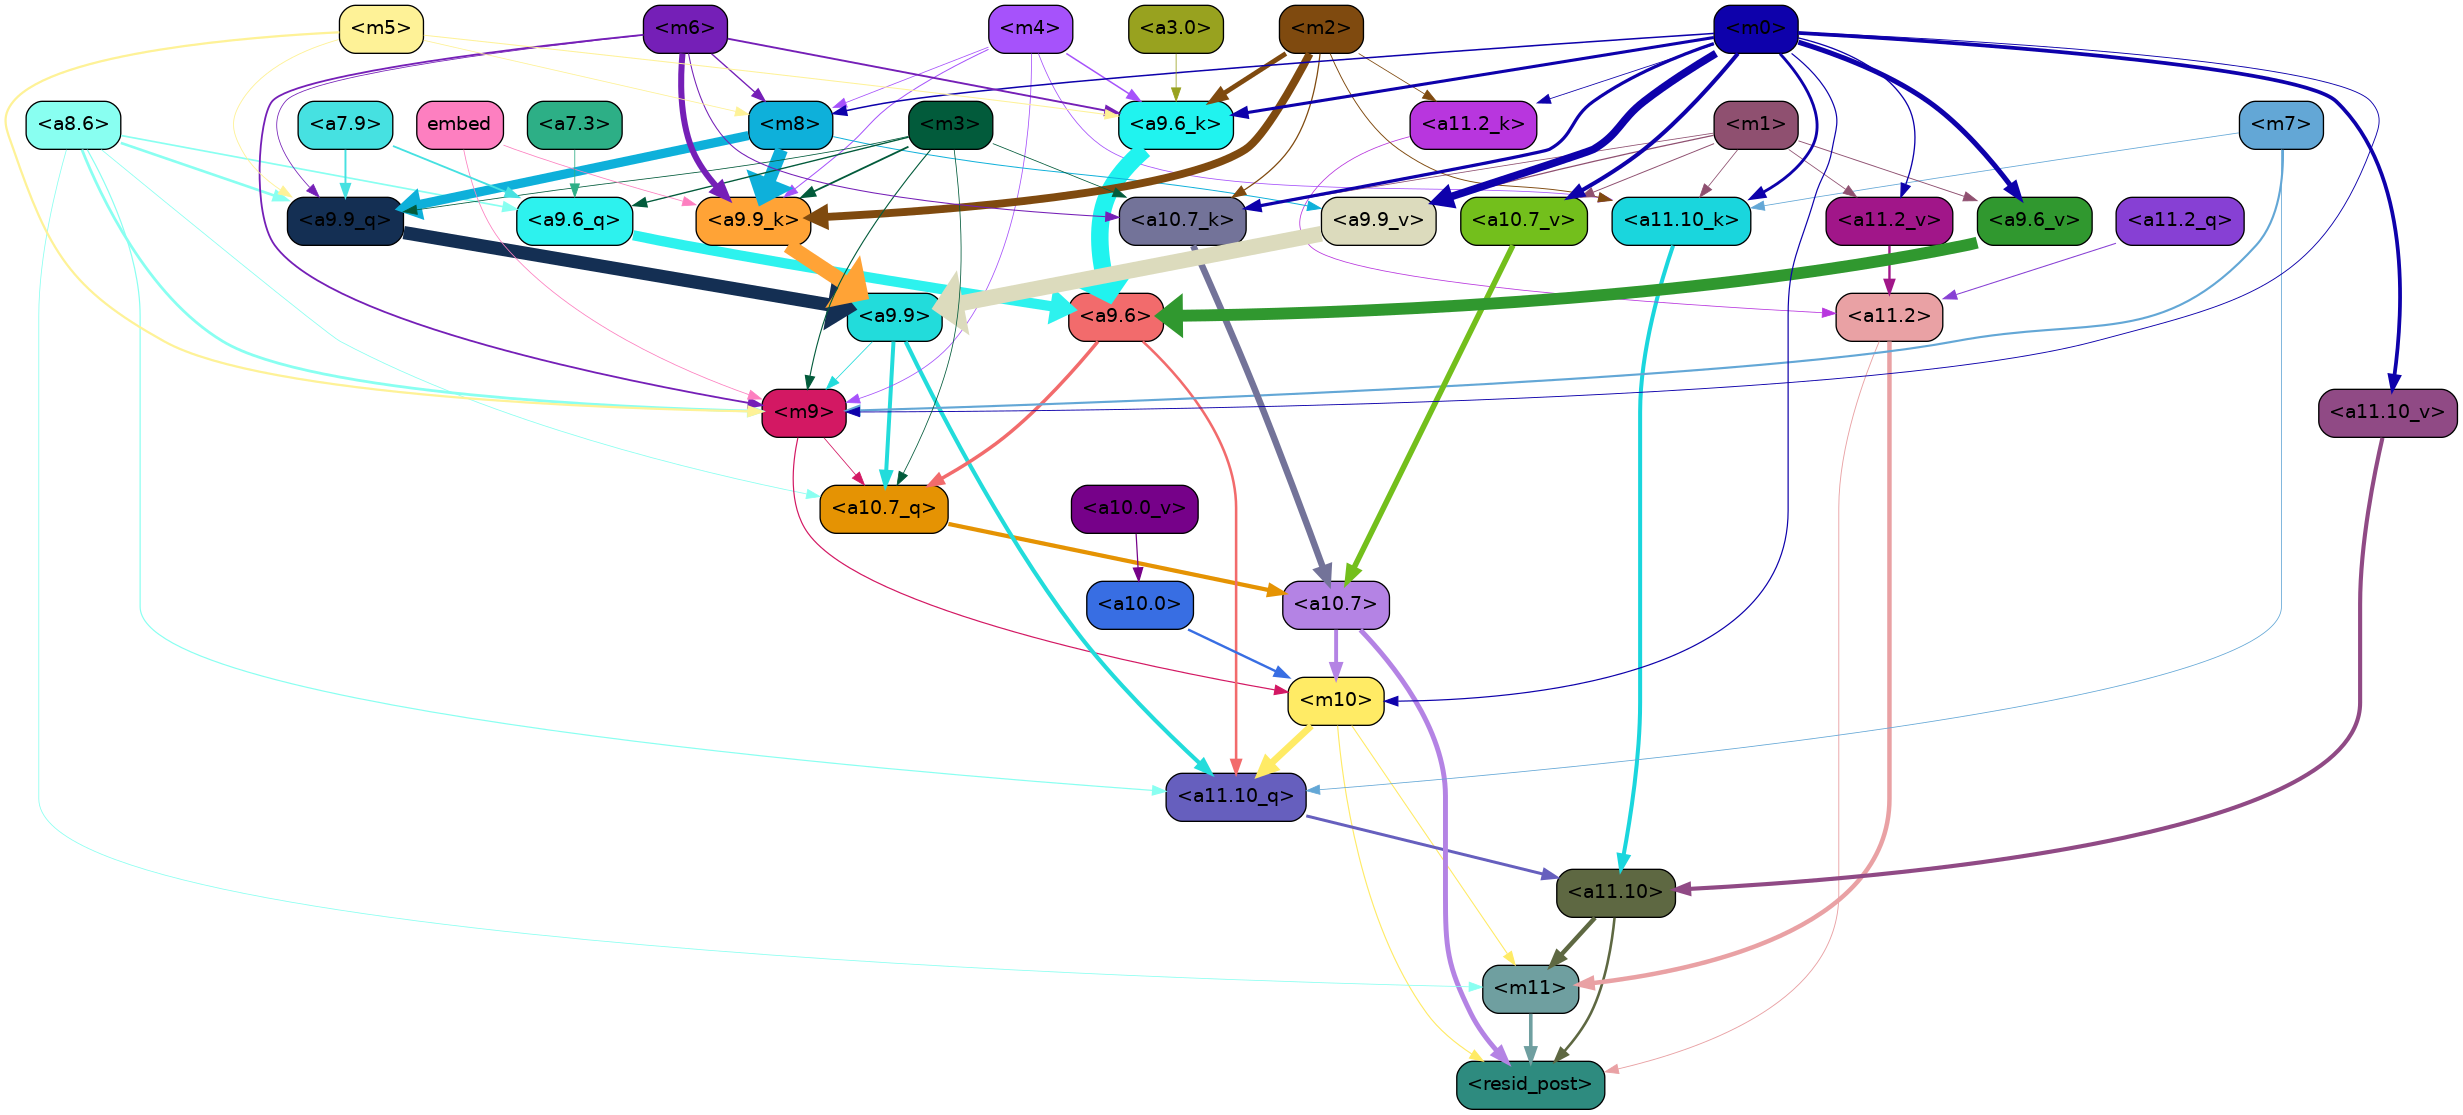 <m5>
<m6>
<m4>
<a3.0>
<m2>
<m0>
<a8.6>
<a7.9>
embed
<a7.3>
<m8>
<m3>
<a9.6_k>
<a11.2_k>
<m1>
<m7>
<a9.9_q>
<a9.6_q>
<a9.9_k>
<a10.7_k>
<a9.9_v>
<a10.7_v>
<a11.10_k>
<a11.2_v>
<a9.6_v>
<a11.2_q>
<a9.9>
<a9.6>
<a11.2>
<m9>
<a11.10_v>
<a10.7_q>
<a10.0_v>
<a10.0>
<a10.7>
<m10>
<a11.10_q>
<a11.10>
<m11>
<resid_post>